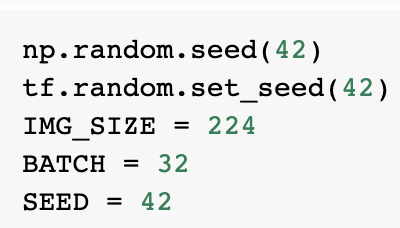 np.random.seed(42)
tf.random.set_seed(42)
IMG_SIZE = 224
BATCH = 32
SEED = 42